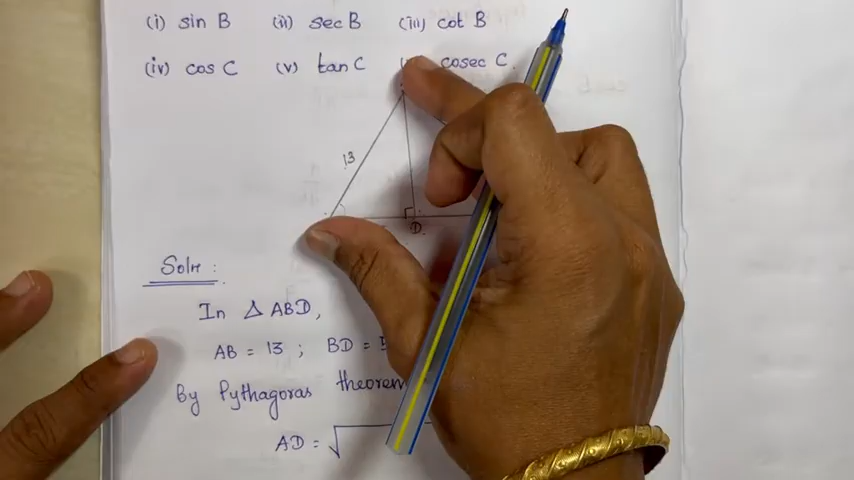 (i) sin B (ii) sec B (iii) cot B
(iv) cos C (v) tan C cosec C.
13
D.
Soln :
In Δ ABD,
AB = 13 ; BD =
By Pythagoras theorem
AD = √